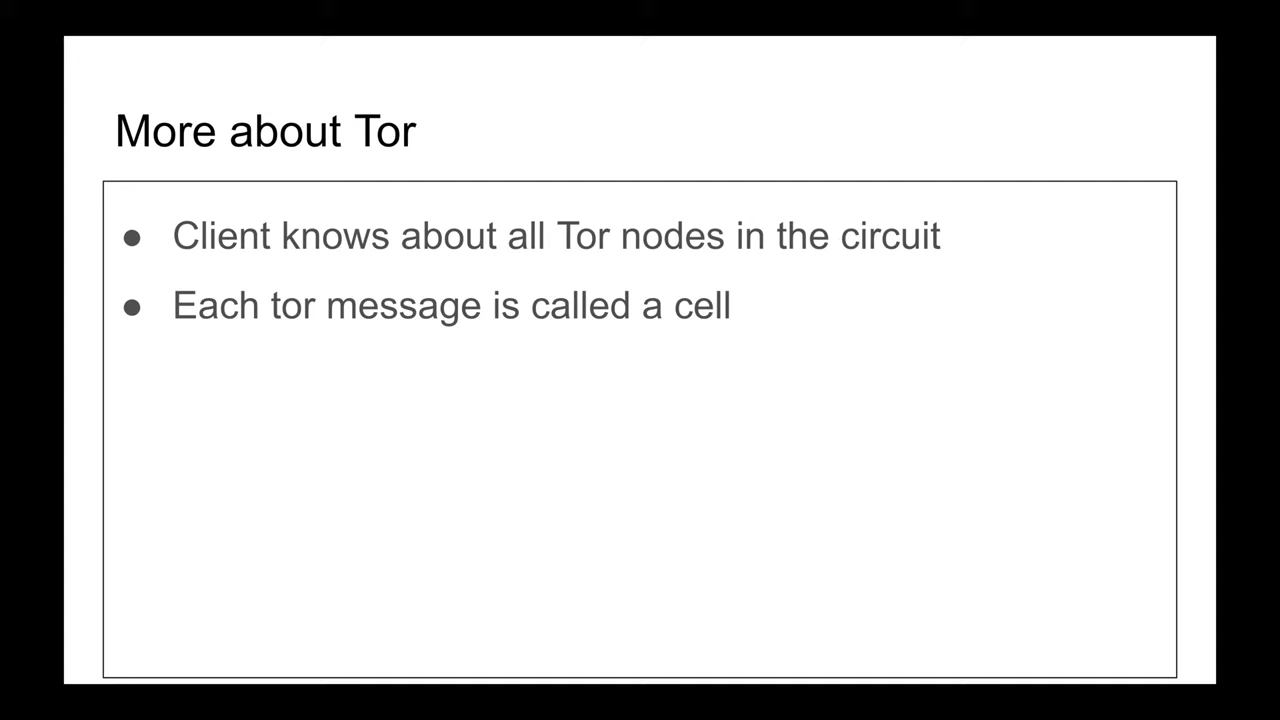 More about Tor
● Client knows about all Tor nodes in the circuit
● Each tor message is called a cell